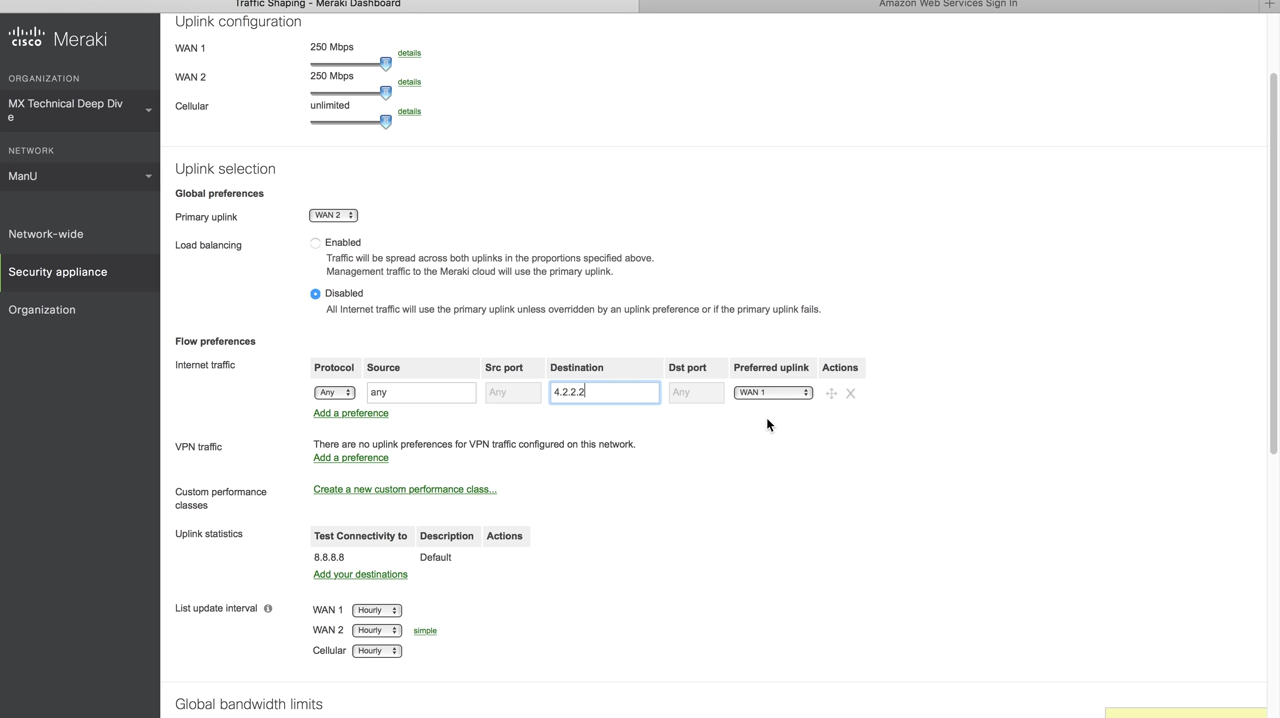 Traffic Shaping - Meraki Dashboard
Amazon Web Services Sign In
cisco Meraki
ORGANIZATION
MX Technical Deep Div
e
NETWORK
ManU
Network-wide
Security appliance
Organization
Uplink configuration
WAN 1
250 Mbps
details
WAN 2
250 Mbps
details
Cellular
unlimited
details
Uplink selection
Global preferences
Primary uplink
WAN 2
Load balancing
Enabled
Traffic will be spread across both uplinks in the proportions specified above.
Management traffic to the Meraki cloud will use the primary uplink.
Disabled
All Internet traffic will use the primary uplink unless overridden by an uplink preference or if the primary uplink fails.
Flow preferences
Internet traffic
Protocol Source Src port Destination Dst port Preferred uplink Actions
Any any Any 4.2.2.2 Any WAN 1
Add a preference
VPN traffic
There are no uplink preferences for VPN traffic configured on this network.
Add a preference
Custom performance
classes
Create a new custom performance class...
Uplink statistics
Test Connectivity to Description Actions
8.8.8.8 Default
Add your destinations
List update interval
WAN 1 Hourly
WAN 2 Hourly simple
Cellular Hourly
Global bandwidth limits